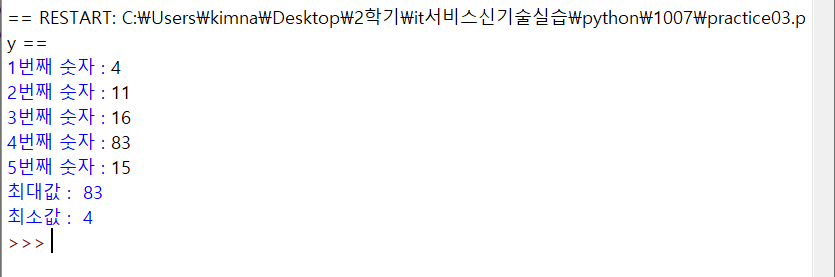 == RESTART: C:₩Users₩kimna₩Desktop₩2학기₩it서비스신기술실습₩python₩1007₩practice03.p
y ==
1번째 숫자 : 4
2번째 숫자 : 11
3번째 숫자 : 16
4번째 숫자 : 83
5번째 숫자 : 15
최대값 :  83
최소값 :  4
>>>